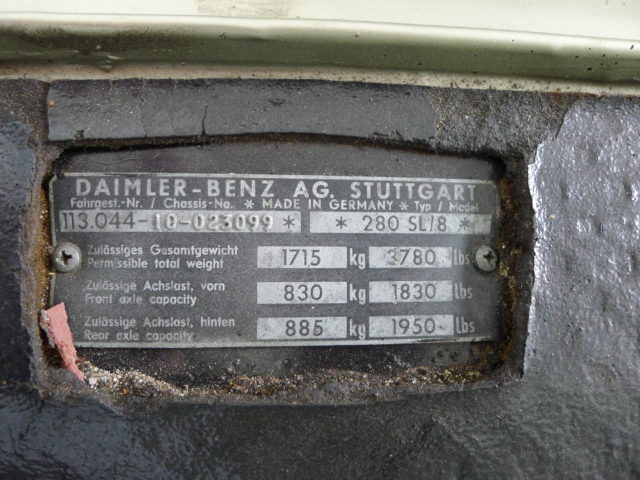 DAIMLER-BENZ AG. STUTTGART
Fahrgest.-Nr. / Chassis-No. * MADE IN GERMANY * Typ / Model
113.044-10-023099 * * 280 SL/8 *
Zulässiges Gesamtgewicht
Permissible total weight 1715 kg 3780 lbs
Zulässige Achslast, vorn
Front axle capacity 830 kg 1830 lbs
Zulässige Achslast, hinten
Rear axle capacity 885 kg 1950 lbs